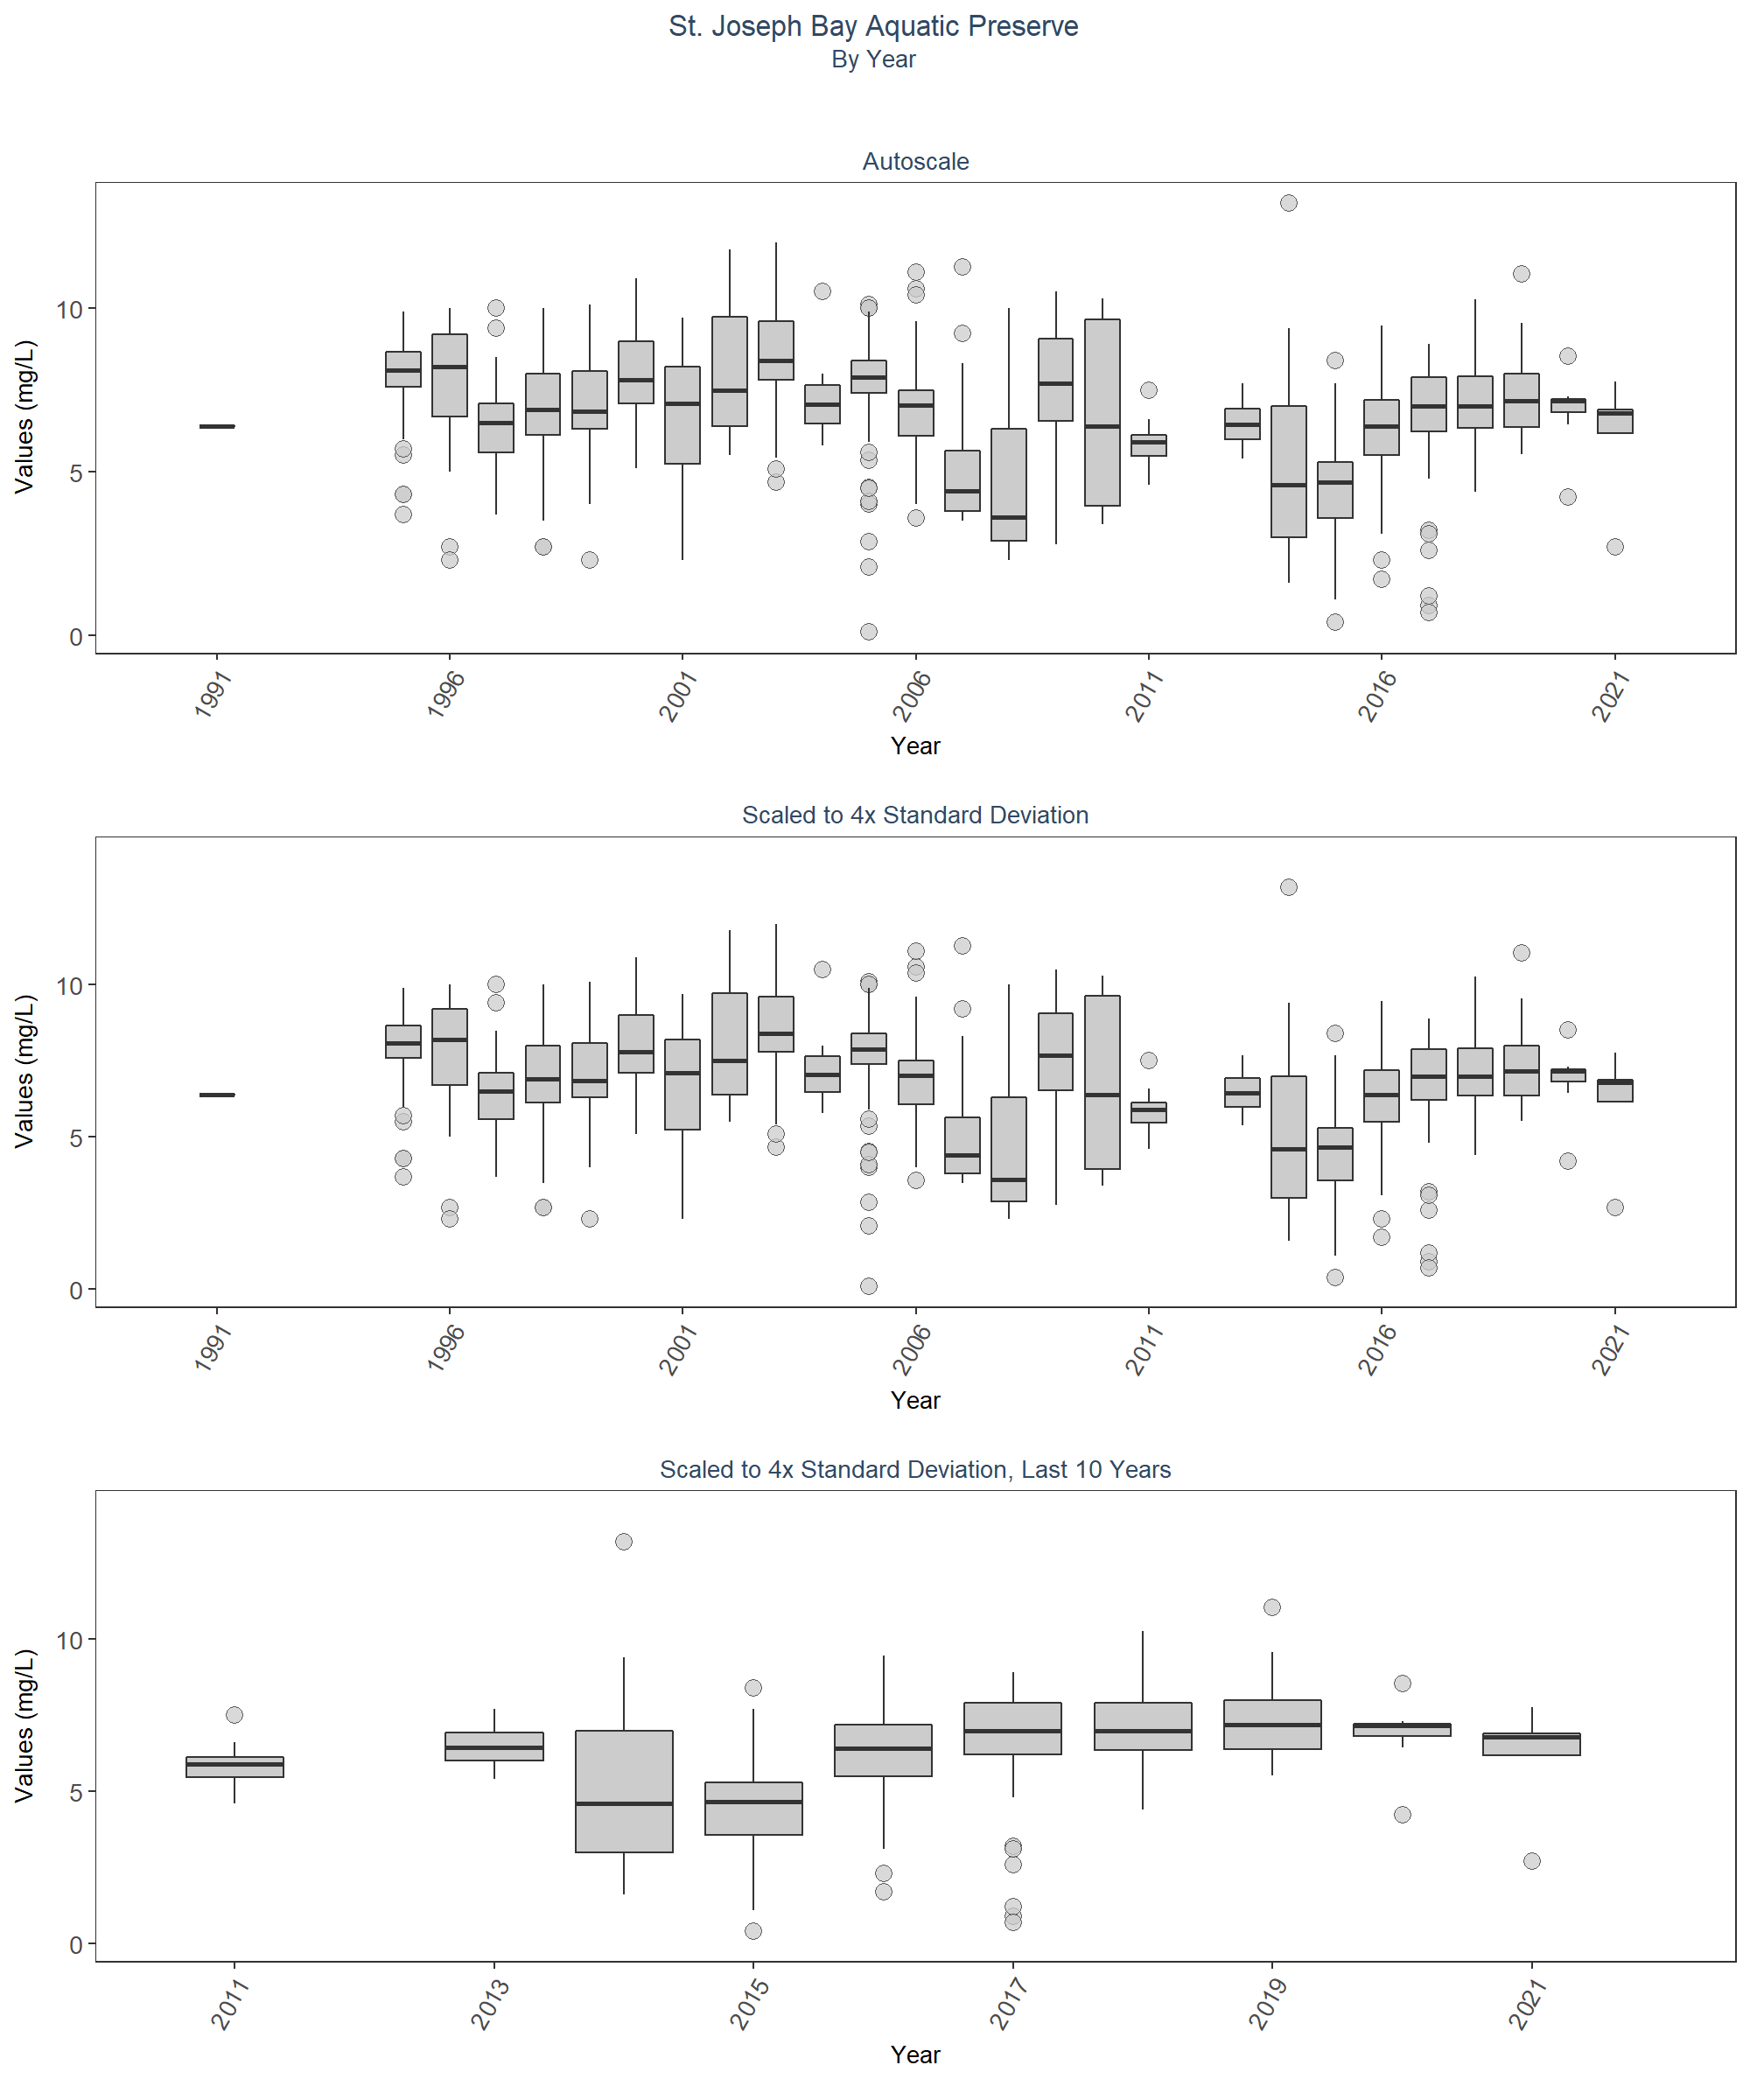 St. Joseph Bay Aquatic Preserve
By Year
Autoscale
Values (mg/L)
10
5
0
1991 1996 2001 2006 2011 2016 2021
Year
Scaled to 4x Standard Deviation
Values (mg/L)
10
5
0
1991 1996 2001 2006 2011 2016 2021
Year
Scaled to 4x Standard Deviation, Last 10 Years
Values (mg/L)
10
5
0
2011 2013 2015 2017 2019 2021
Year